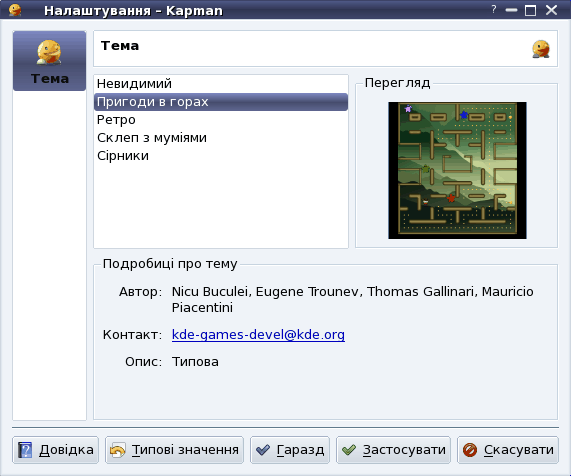 Налаштування – Kapman
?
Тема
Тема
Невидимий
Пригоди в горах
Ретро
Склеп з муміями
Сірники
Перегляд
Подробиці про тему
Автор: Nicu Buculei, Eugene Trounev, Thomas Gallinari, Mauricio
Piacentini
Контакт: kde-games-devel@kde.org
Опис: Типова
Довідка
Типові значення
Гаразд
Застосувати
Скасувати